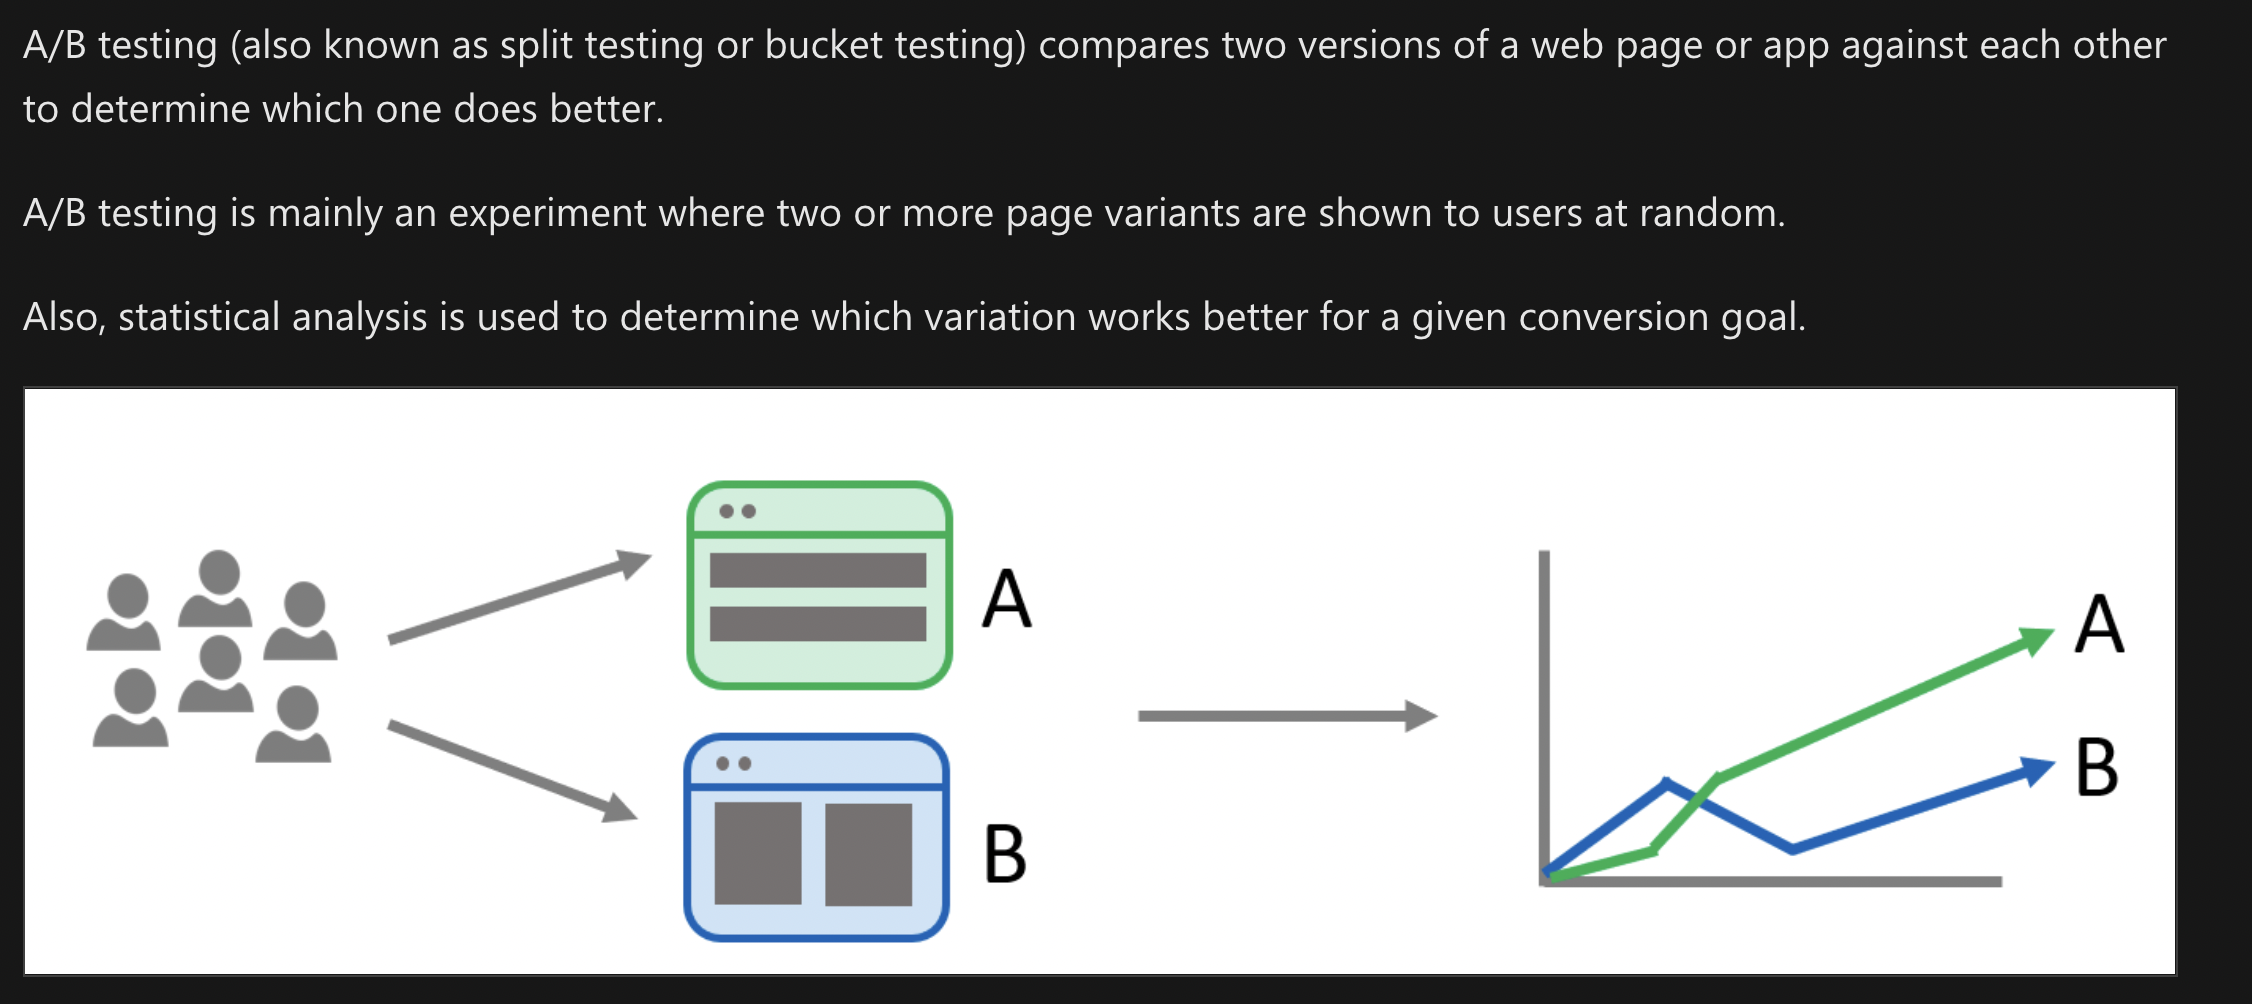 A/B testing (also known as split testing or bucket testing) compares two versions of a web page or app against each other
to determine which one does better.
A/B testing is mainly an experiment where two or more page variants are shown to users at random.
Also, statistical analysis is used to determine which variation works better for a given conversion goal.
A
B
A
B